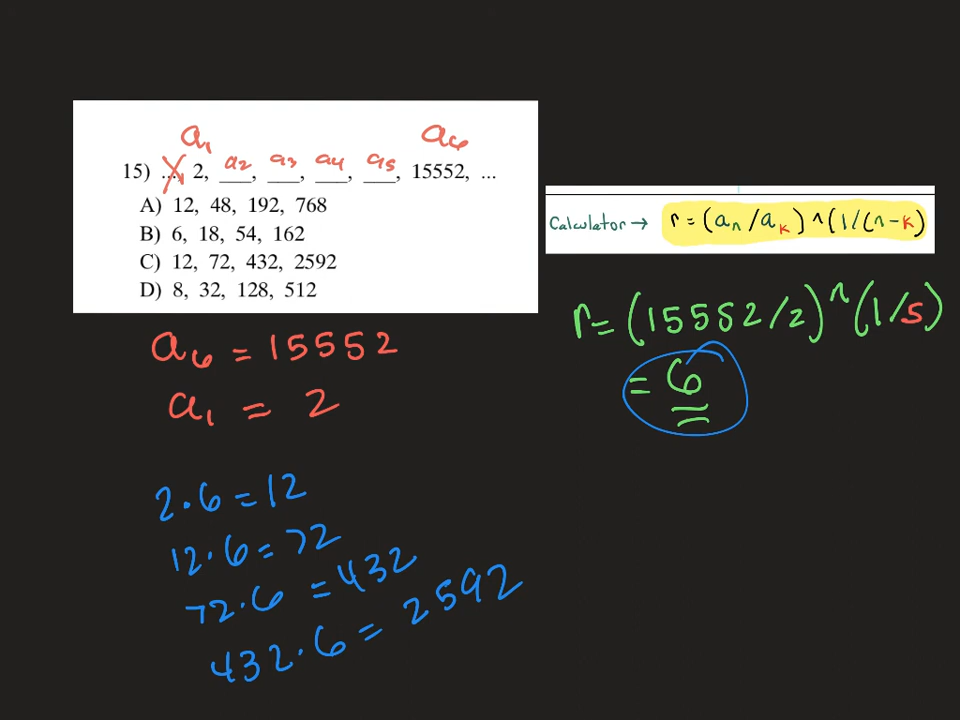 a₁ a₆
a₂ a₃ a₄ a₅
15) ..., 2, ___, ___, ___, ___, 15552, ...
A) 12, 48, 192, 768
B) 6, 18, 54, 162
C) 12, 72, 432, 2592
D) 8, 32, 128, 512
Calculator → r = (aₙ / aₖ) ^ (1/(n-k)
r = (15552/2)^(1/5)
= 6
a₆ = 15552
a₁ = 2
2·6 = 12
12·6 = 72
72·6 = 432
432·6 = 2592